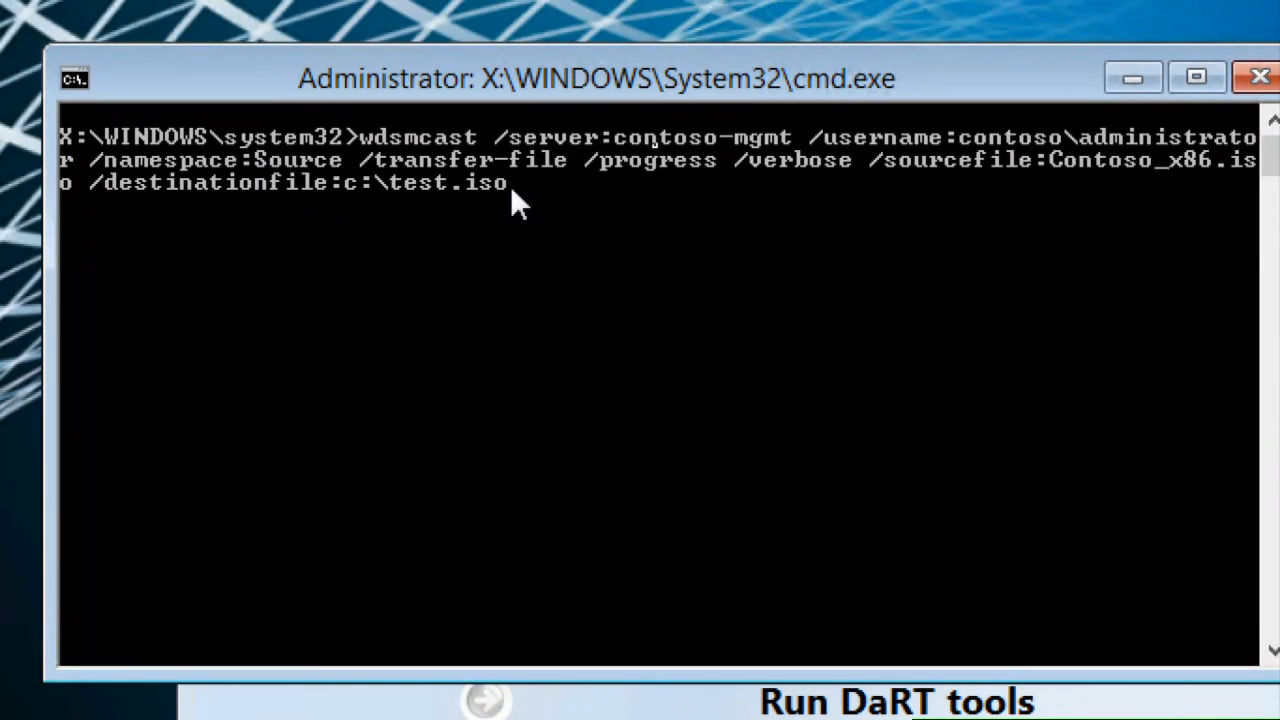 C:\.
Administrator: X:\WINDOWS\System32\cmd.exe
X:\WINDOWS\system32>wdsmcast /server:contoso-mgmt /username:contoso\administrato
r /namespace:Source /transfer-file /progress /verbose /sourcefile:Contoso_x86.is
o /destinationfile:c:\test.iso
Run DaRT tools